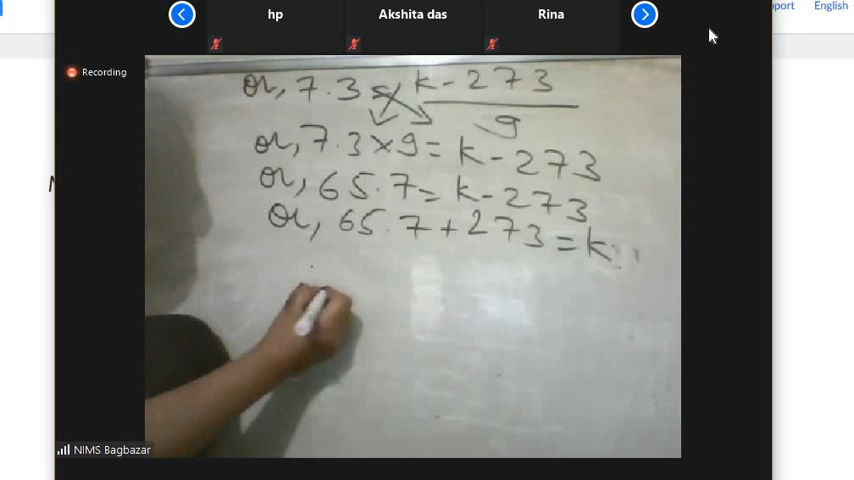 port English
hp Akshita das Rina
Recording
or, 7.3 = k-273
9
or, 7.3×9 = k-273
or, 65.7 = k-273
or, 65.7+273 = k
NIMS Bagbazar